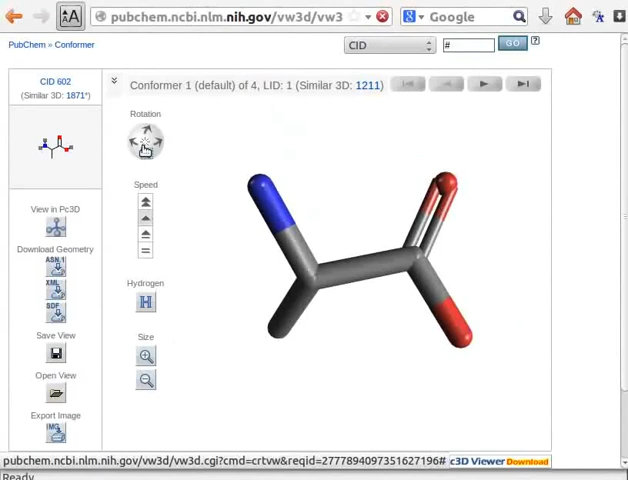 pubchem.ncbi.nlm.nih.gov/vw3d/vw3
Google
PubChem » Conformer
CID
#
GO
?
CID 602
(Similar 3D: 1871°)
Conformer 1 (default) of 4, LID: 1 (Similar 3D: 1211)
Rotation
Speed
View in Pc3D
Download Geometry
ASN.1
XML
SDF
Hydrogen
H
Save View
Size
Open View
Export Image
IMG
pubchem.ncbi.nlm.nih.gov/vw3d/vw3d.cgi?cmd=crtvw&reqid=2777894097351627196#
c3D Viewer Download
Ready